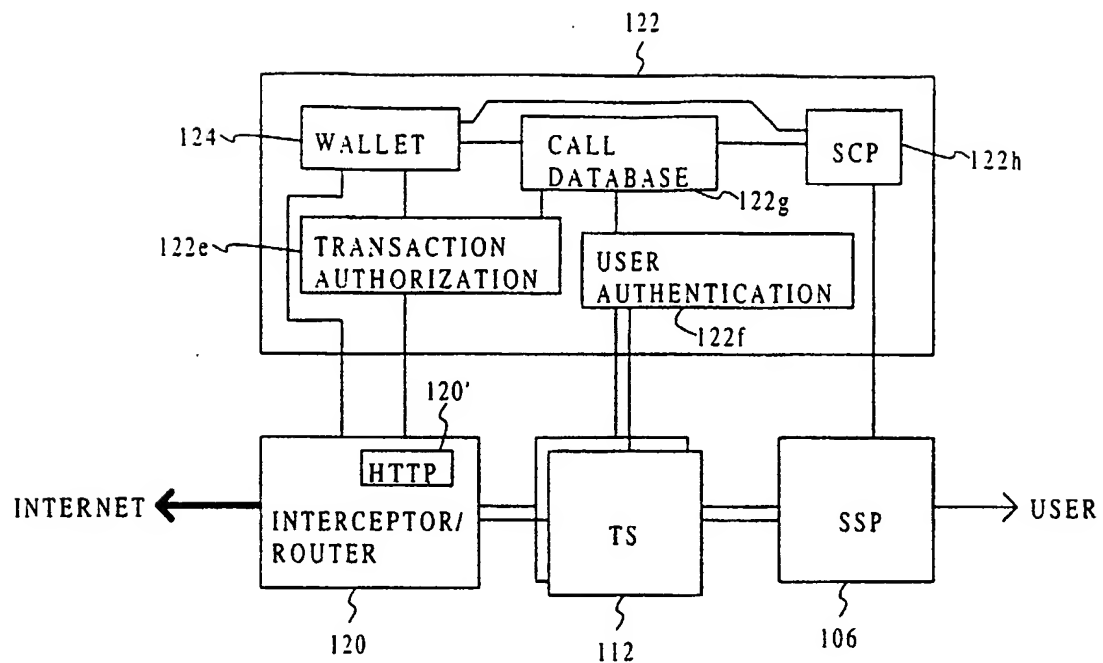 122
124
WALLET
CALL
DATABASE
SCP
122h
122g
122e
TRANSACTION
AUTHORIZATION
USER
AUTHENTICATION
122f
120'
HTTP
INTERNET
INTERCEPTOR/
ROUTER
TS
SSP
USER
120
112
106